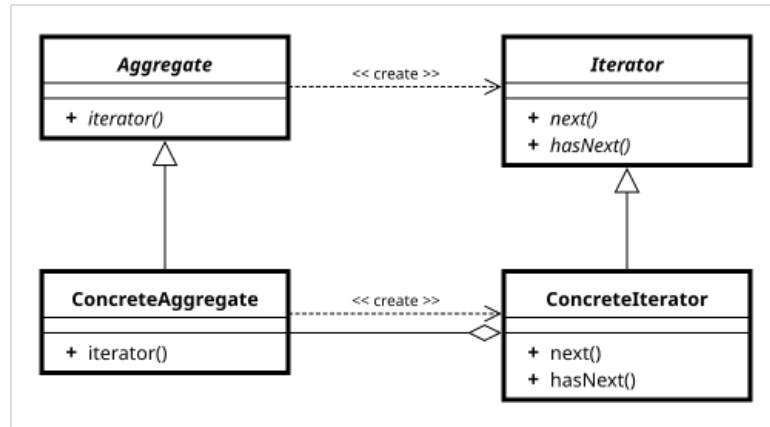 Aggregate
<< create >>
Iterator
+ iterator()
+ next()
+ hasNext()
ConcreteAggregate
<< create >>
ConcreteIterator
+ iterator()
+ next()
+ hasNext()